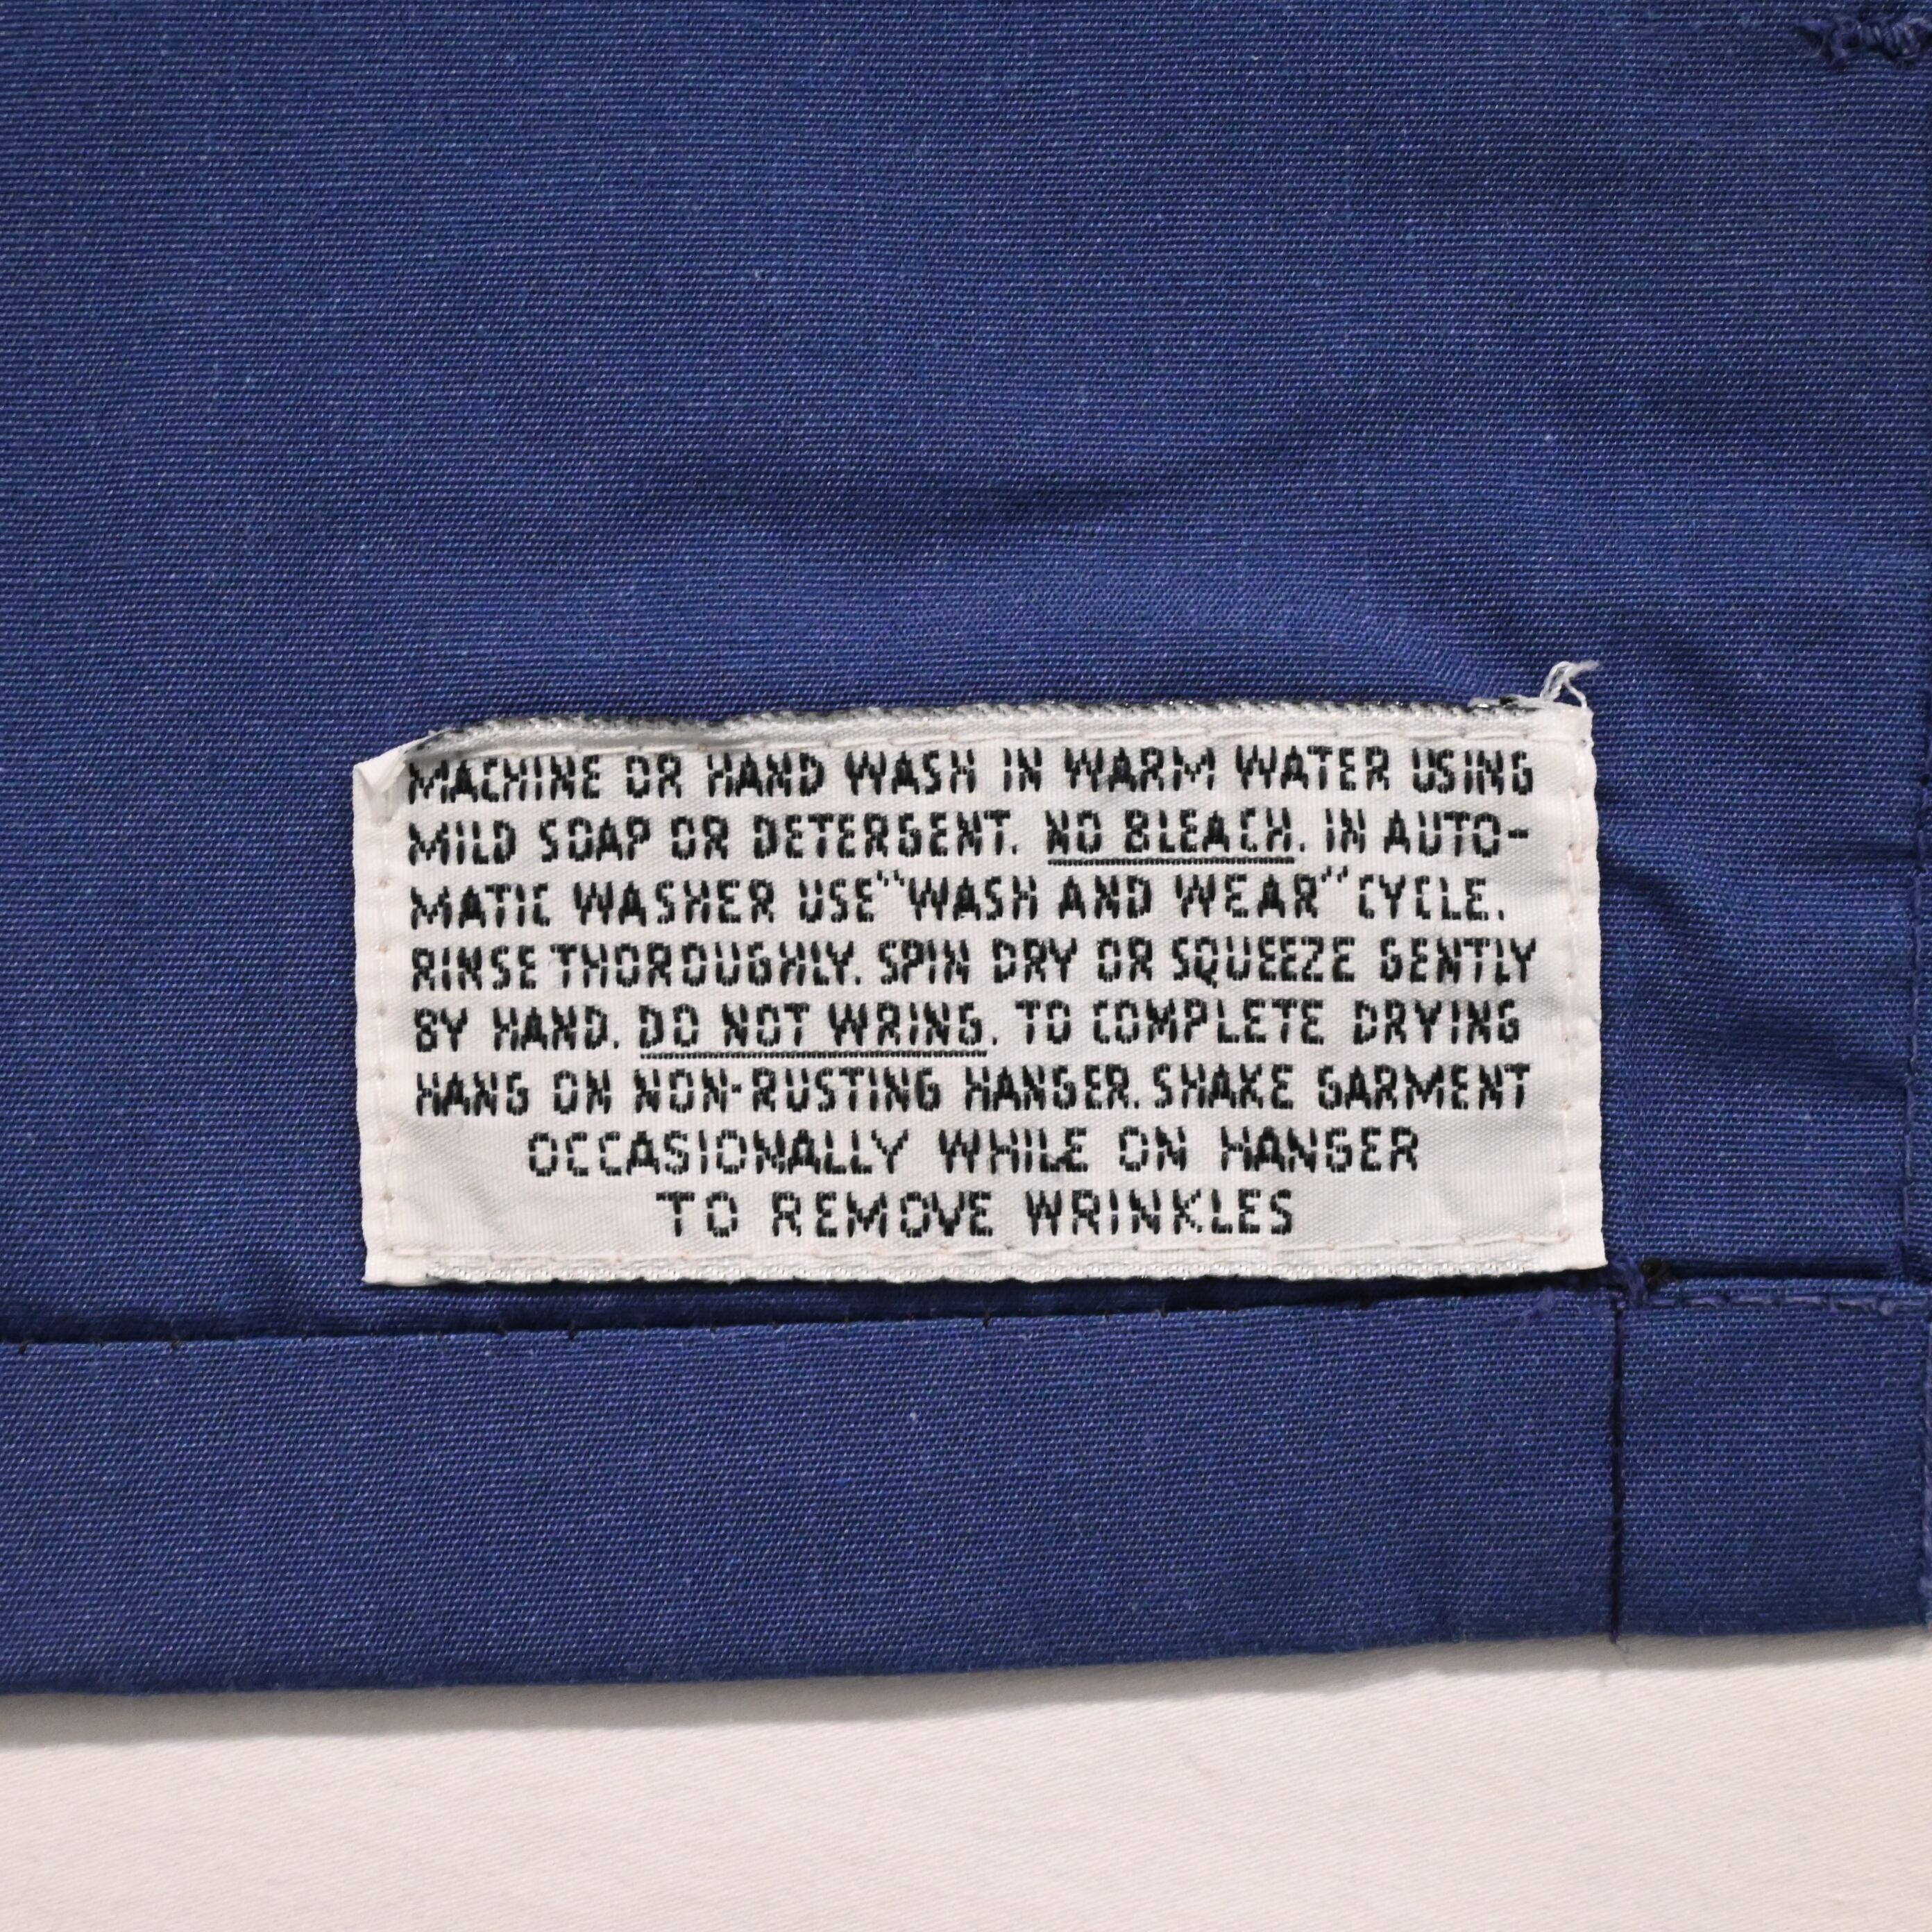 MACHINE OR HAND WASH IN WARM WATER USING
MILD SOAP OR DETERGENT. NO BLEACH. IN AUTO-
MATIC WASHER USE "WASH AND WEAR" CYCLE.
RINSE THOROUGHLY. SPIN DRY OR SQUEEZE GENTLY
BY HAND. DO NOT WRING. TO COMPLETE DRYING
HANG ON NON-RUSTING HANGER. SHAKE GARMENT
OCCASIONALLY WHILE ON HANGER
TO REMOVE WRINKLES